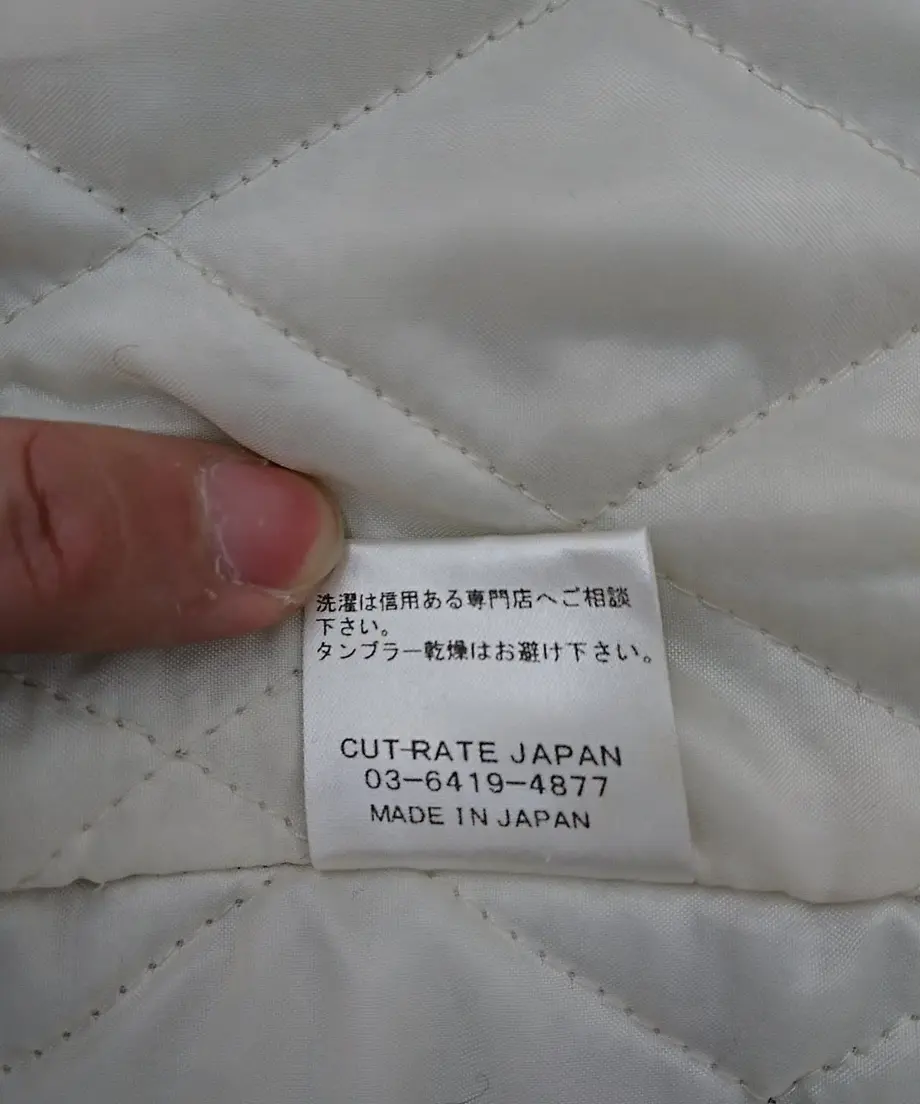 洗濯は信用ある専門店へご相談
下さい。
タンブラー乾燥はお避け下さい。
CUT-RATE JAPAN
03-6419-4877
MADE IN JAPAN